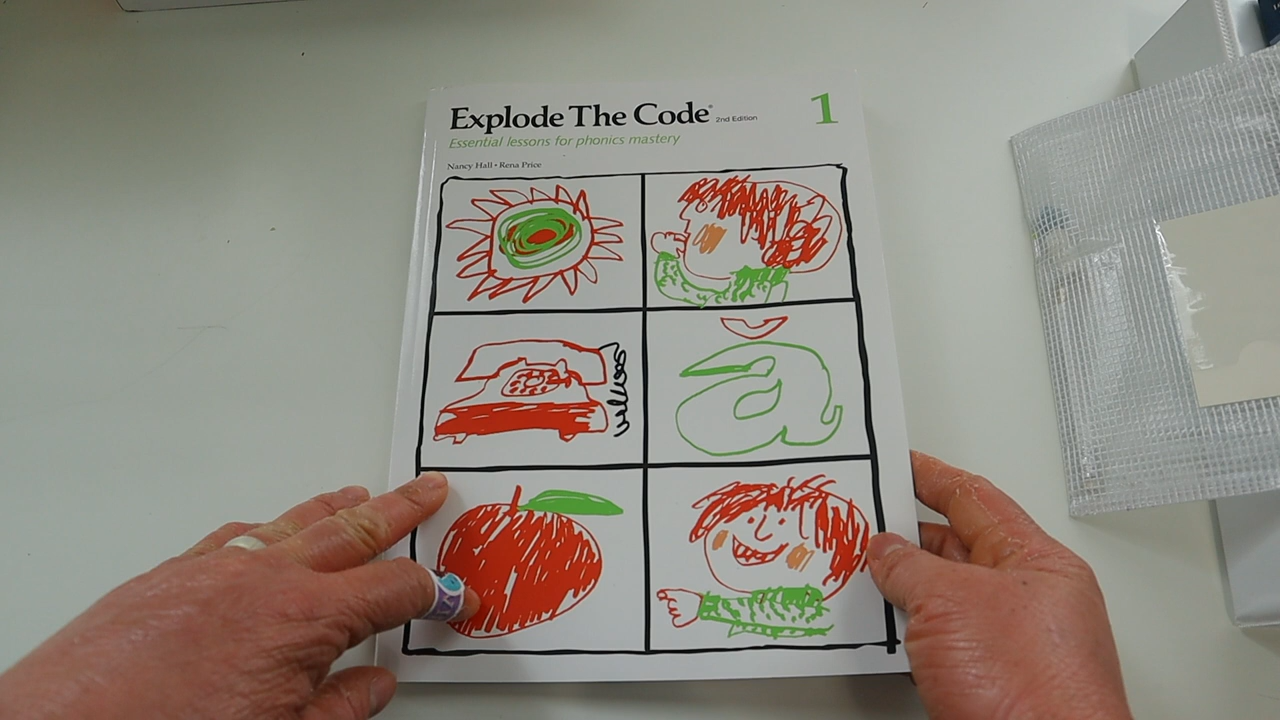 Explode The Code® 2nd Edition 1
Essential lessons for phonics mastery
Nancy Hall • Rena Price
a